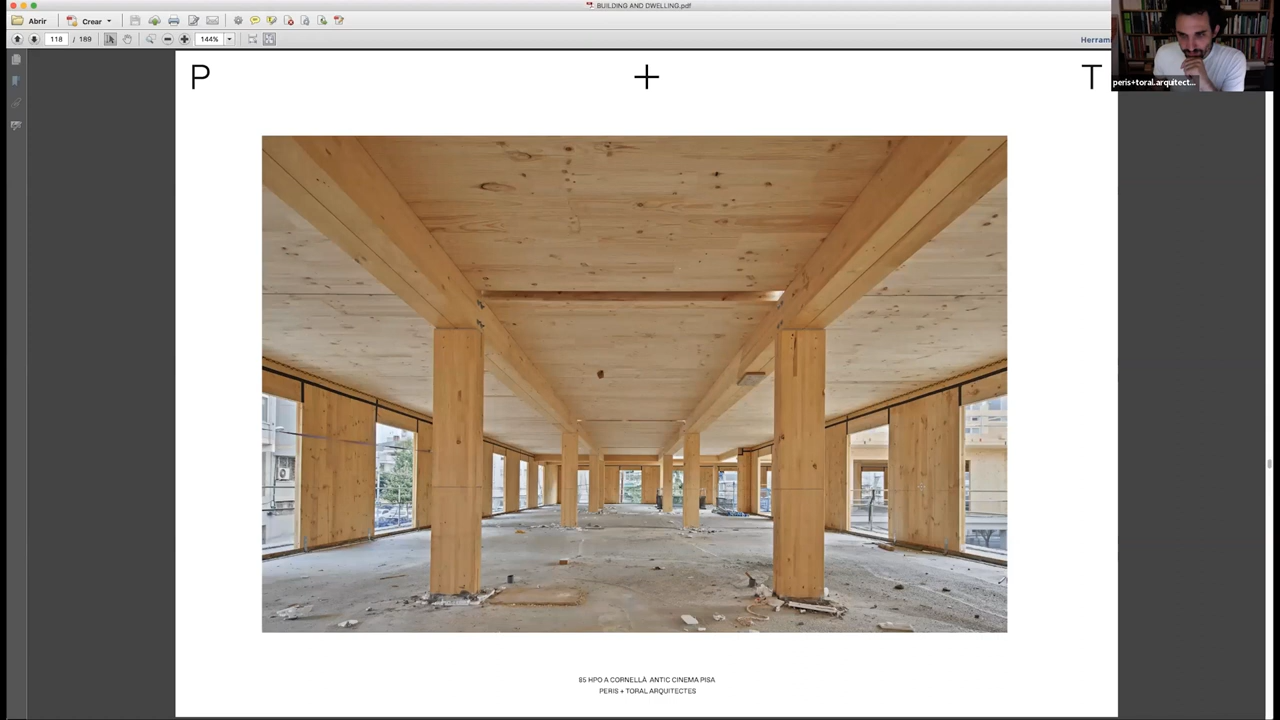 BUILDING AND DWELLING.pdf
Abrir
Crear
118 / 189
144%
Herrami
peris+toral.arquitect...
P + T
85 HPO A CORNELLÀ ANTIC CINEMA PISA
PERIS + TORAL ARQUITECTES